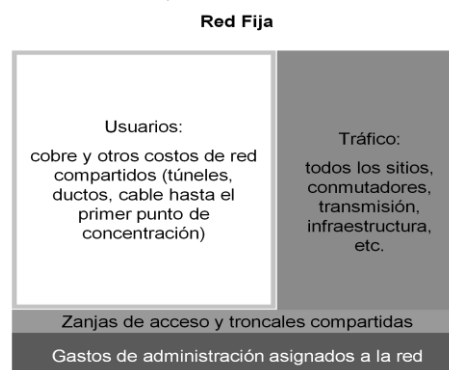 Red Fija
Usuarios:
cobre y otros costos de red
compartidos (túneles,
ductos, cable hasta el
primer punto de
concentración)
Tráfico:
todos los sitios,
conmutadores,
transmisión,
infraestructura,
etc.
Zanjas de acceso y troncales compartidas
Gastos de administración asignados a la red